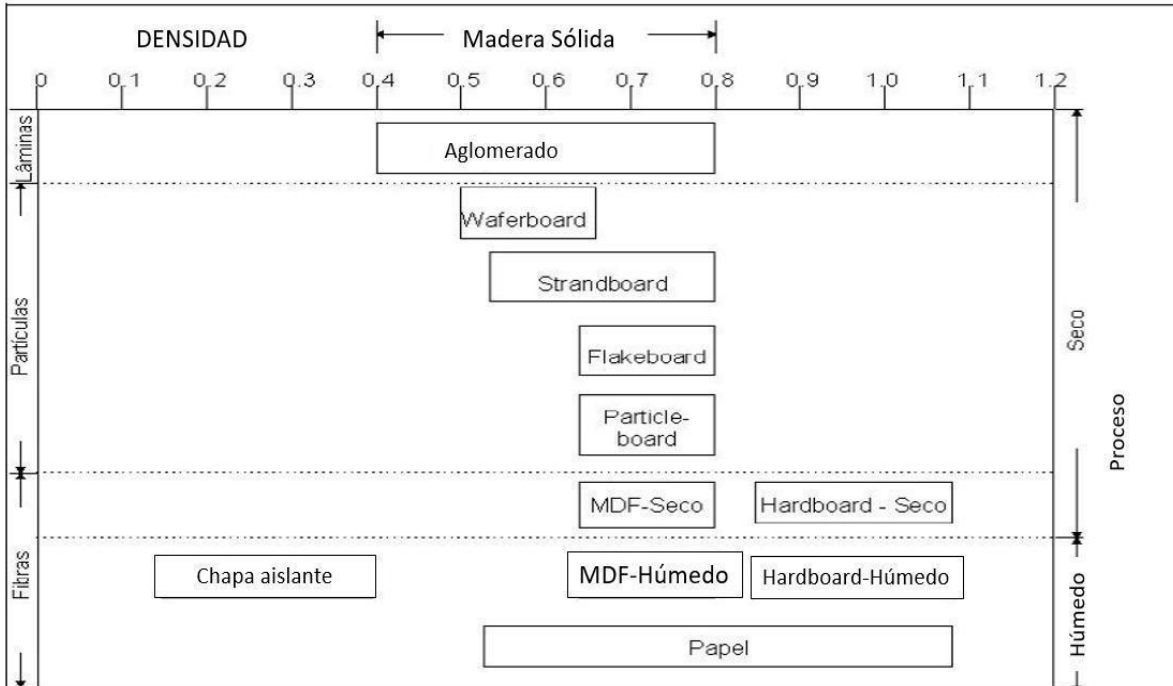 DENSIDAD
Madera Sólida
0 0.1 0.2 0.3 0.4 0.5 0.6 0.7 0.8 0.9 1.0 1.1 1.2
Lâminas
Aglomerado
Partículas
Waferboard
Strandboard
Flakeboard
Particle-
board
Seco
Proceso
Fibras
MDF-Seco
Hardboard - Seco
Chapa aislante
MDF-Húmedo
Hardboard-Húmedo
Papel
Húmedo